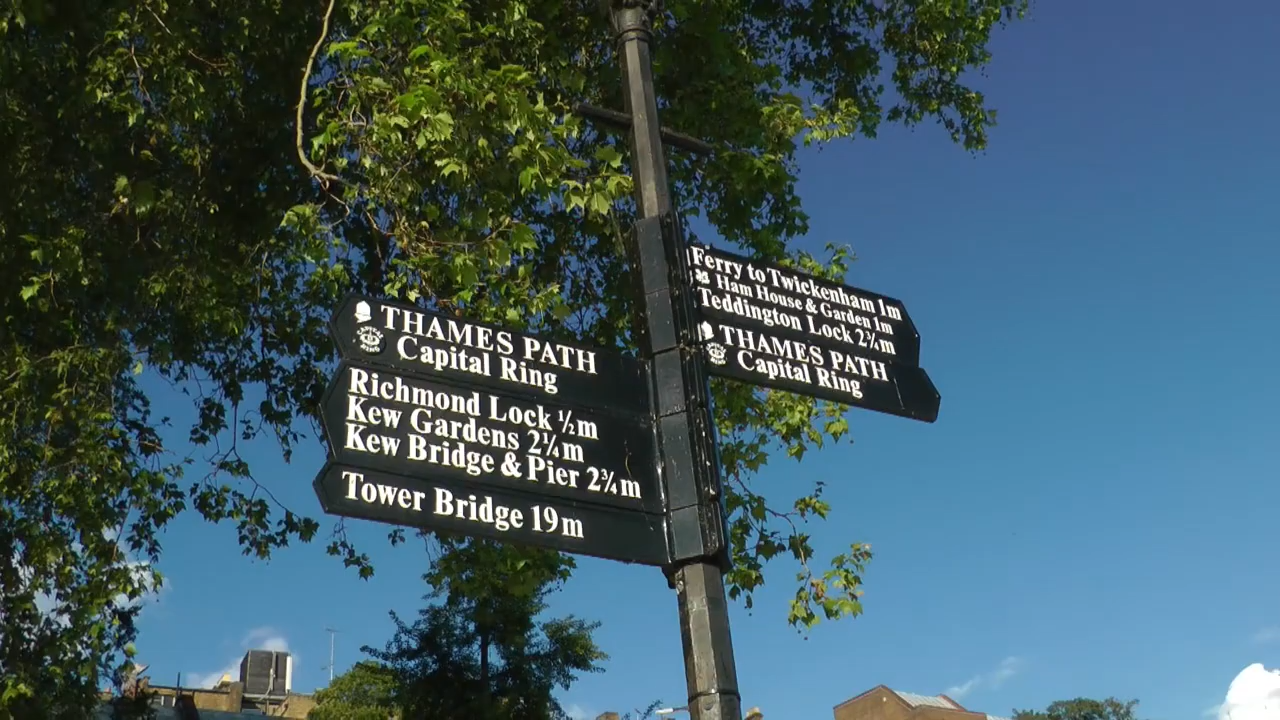 THAMES PATH
Capital Ring
Richmond Lock ½m
Kew Gardens 2¼m
Kew Bridge & Pier 2¾m
Tower Bridge 19m
Ferry to Twickenham 1m
Ham House & Garden 1m
Teddington Lock 2¾m
THAMES PATH
Capital Ring